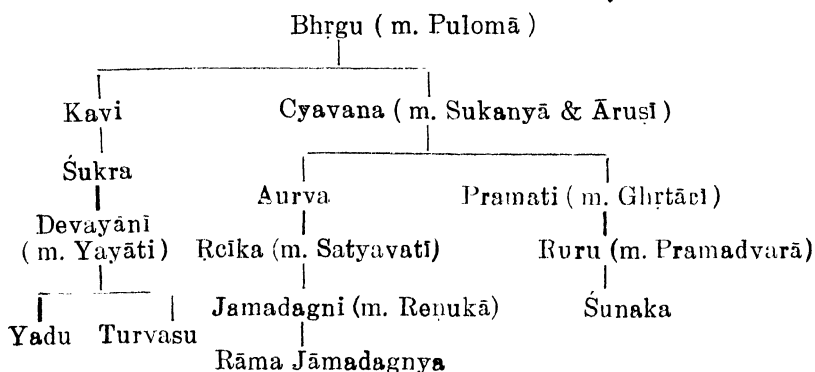 Bhṛgu ( m. Pulomā )
Kavi Cyavana ( m. Sukanyā & Āruṣī )
Śukra
Aurva Pramati ( m. Ghṛtācī )
Devayānī
( m. Yayāti ) Ṛcīka (m. Satyavatī) Ruru (m. Pramadvarā)
Jamadagni (m. Reṇukā) Śunaka
Yadu Turvasu
Rāma Jāmadagnya